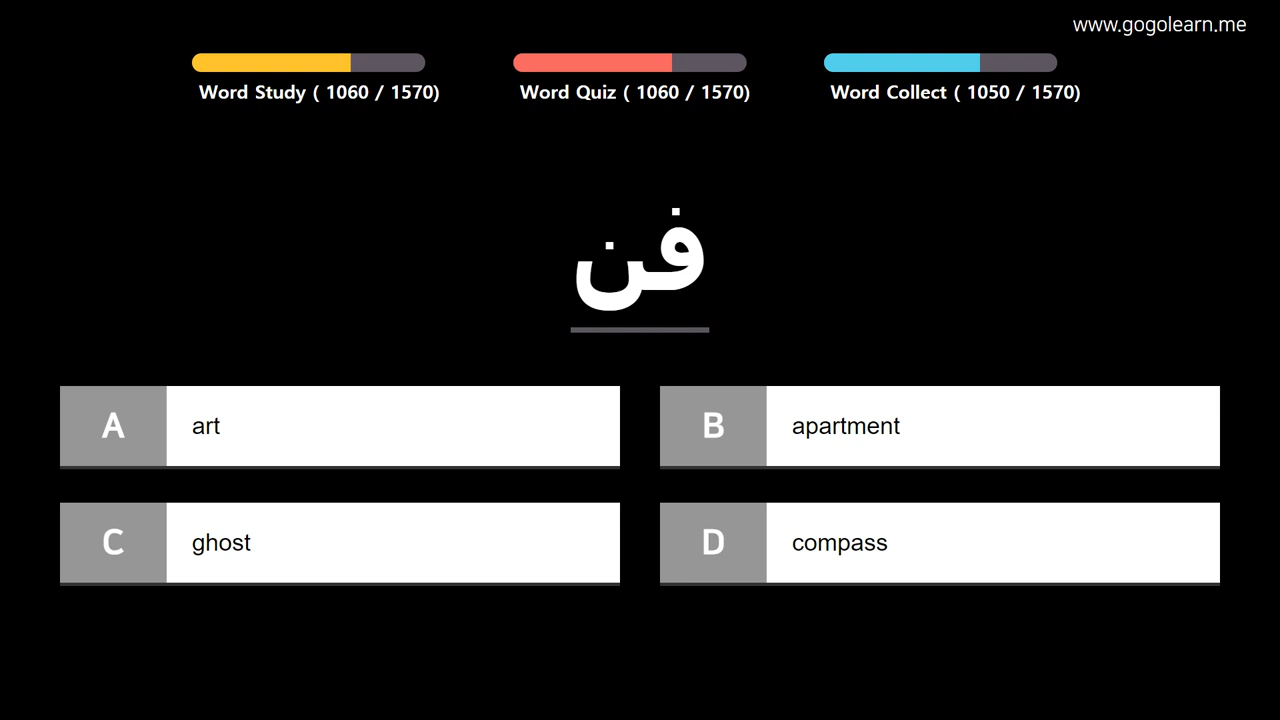 www.gogolearn.me
Word Study ( 1060 / 1570)
Word Quiz ( 1060 / 1570)
Word Collect ( 1050 / 1570)
فن
A art
B apartment
C ghost
D compass